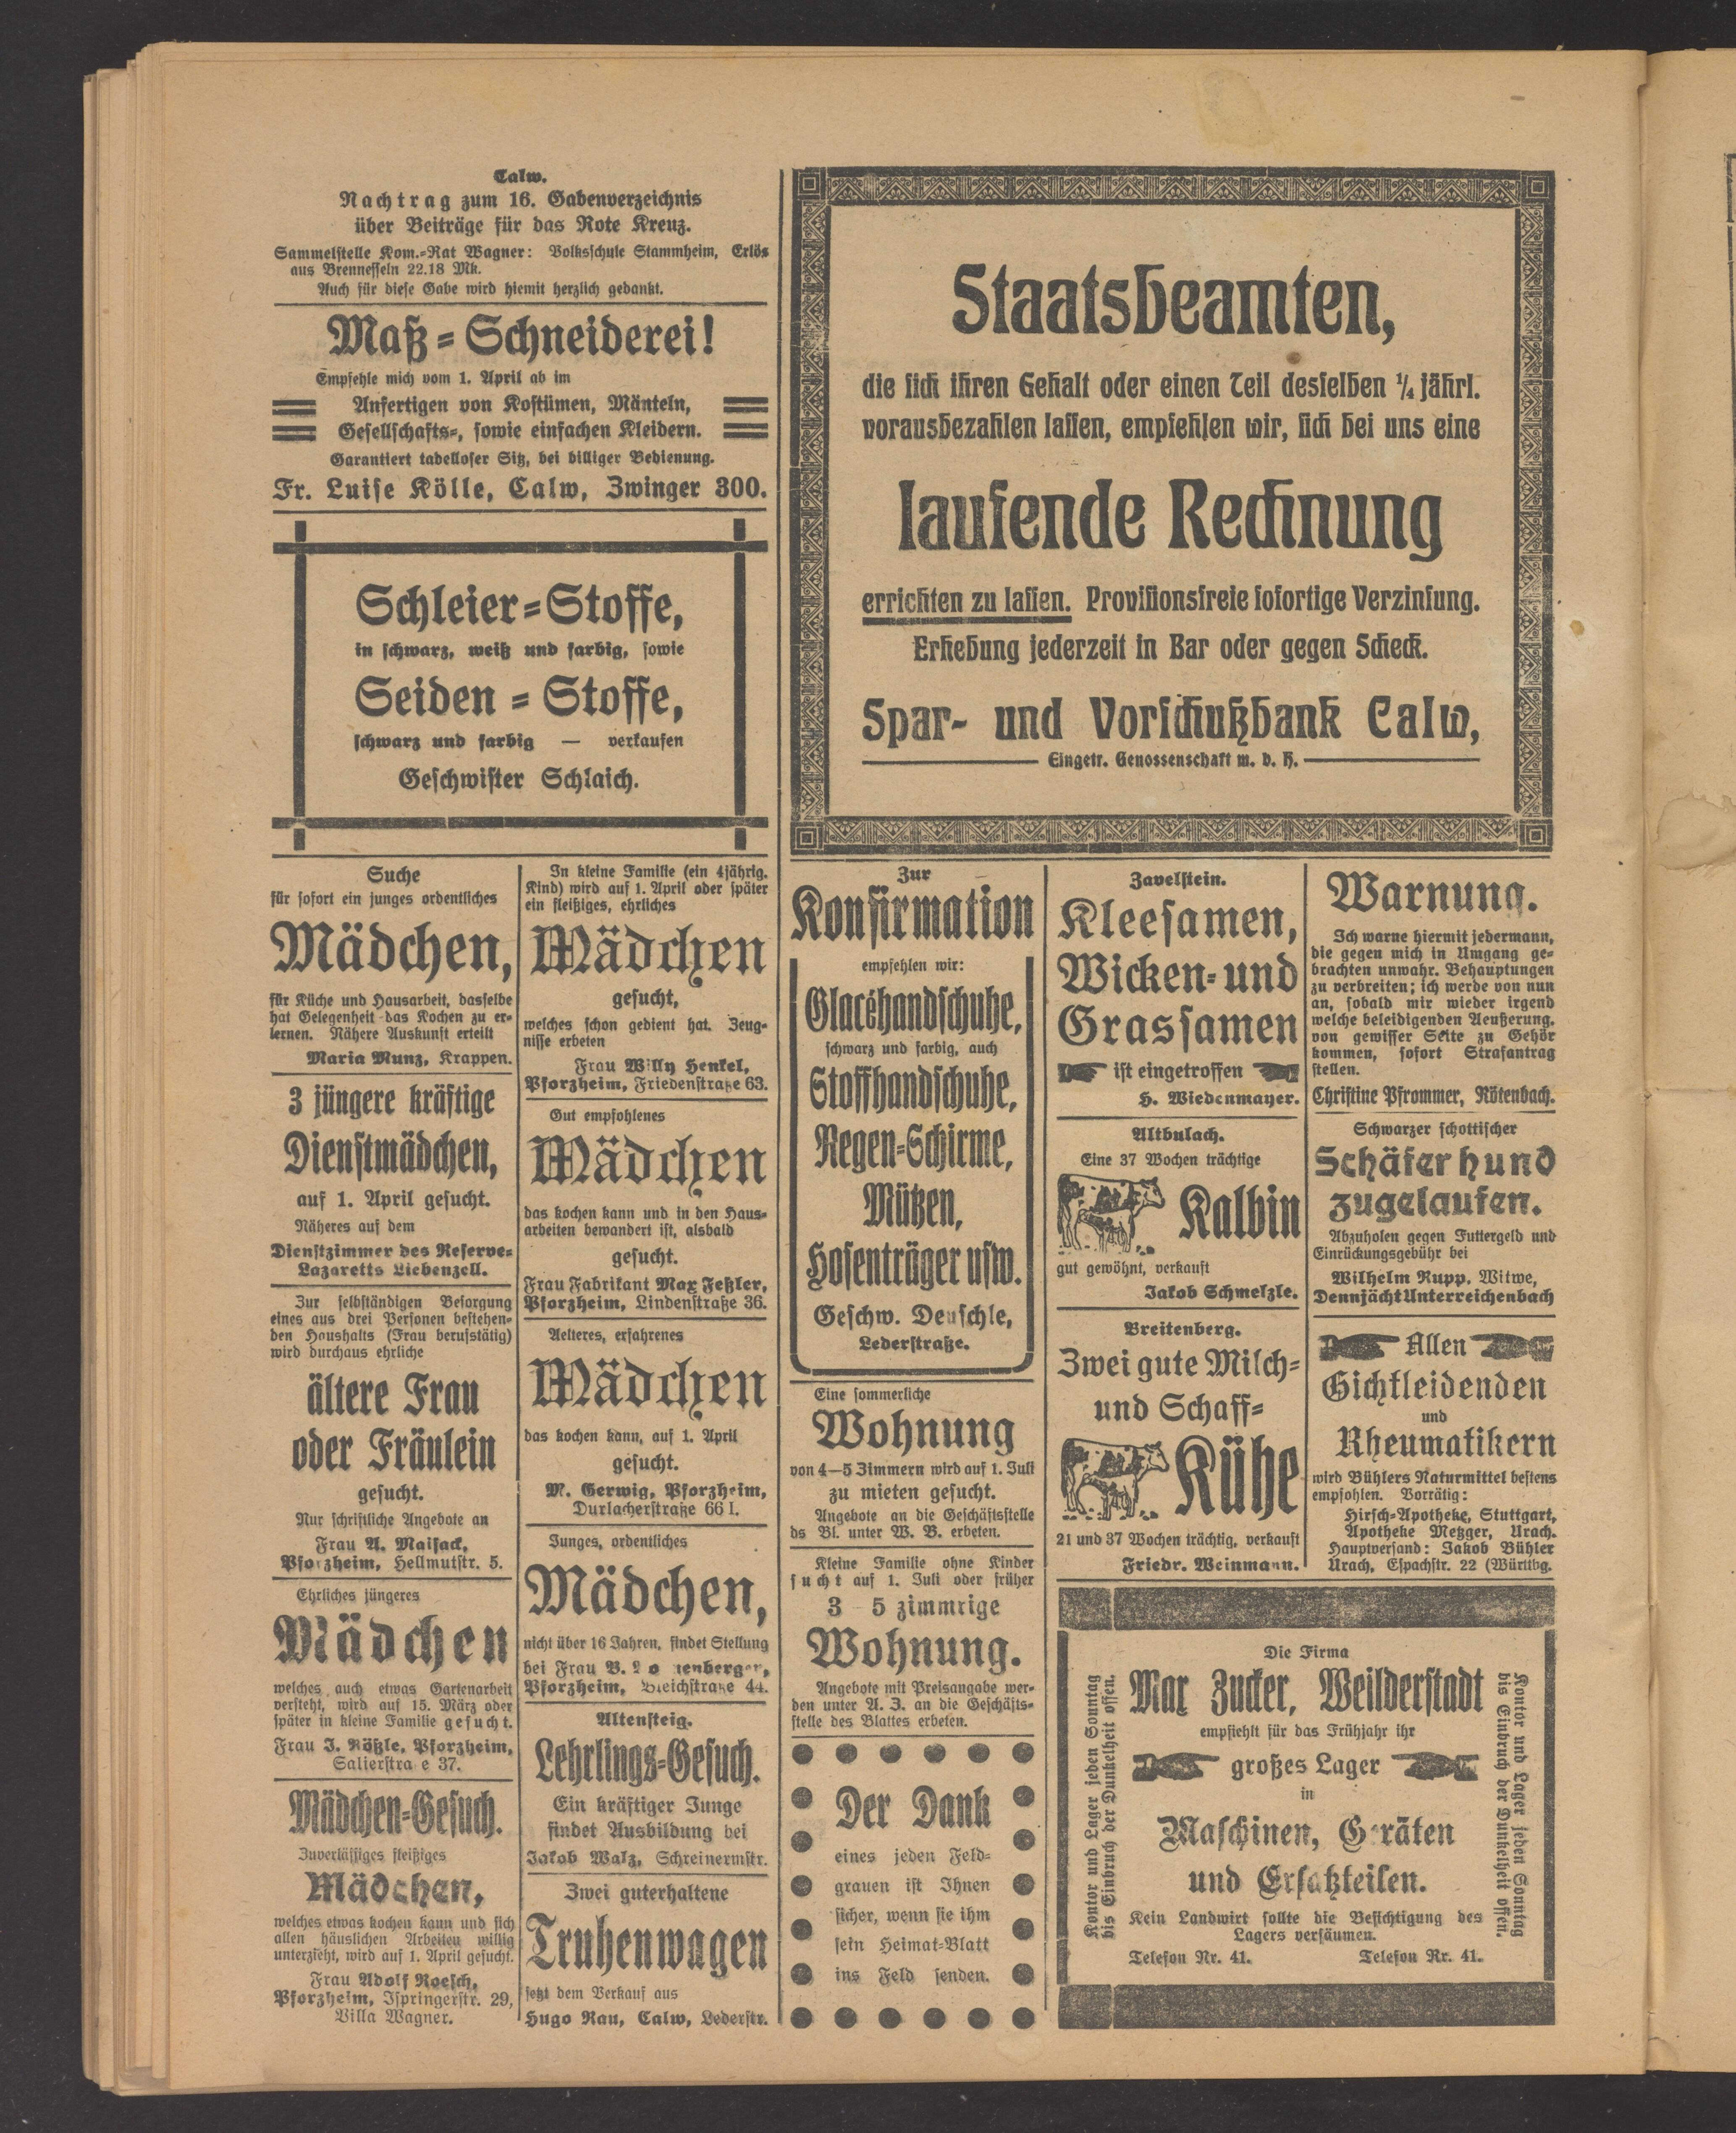 Calw.
Nachtrag zum 16. Gabenverzeichnis
über Beiträge für das Rote Kreuz.
Sammelstelle Kom.-Rat Wagner: Volksschule Stammheim, Erlös
aus Brennesseln 22.18 Mk.
Auch für diese Gabe wird hiemit herzlich gedankt.
Maß-Schneiderei!
Empfehle mich vom 1. April ab im
Anfertigen von Kostümen, Mänteln,
Gesellschafts-, sowie einfachen Kleidern.
Garantiert tadelloser Sitz, bei billiger Bedienung.
Fr. Luise Kölle, Calw, Zwinger 300.
Schleier-Stoffe,
in schwarz, weiß und farbig, sowie
Seiden-Stoffe,
schwarz und farbig — verkaufen
Geschwister Schlaich.
Staatsbeamten,
die sich ihren Gehalt oder einen Teil desselben ¼ jährl.
vorausbezahlen lassen, empfehlen wir, sich bei uns eine
laufende Rechnung
errichten zu lassen. Provisionsfreie sofortige Verzinsung.
Erhebung jederzeit in Bar oder gegen Scheck.
Spar- und Vorschußbank Calw,
Eingetr. Genossenschaft m. b. H.
Suche
für sofort ein junges ordentliches
Mädchen,
für Küche und Hausarbeit, dasselbe
hat Gelegenheit das Kochen zu er-
lernen. Nähere Auskunft erteilt
Maria Munz, Krappen.
3 jüngere kräftige
Dienstmädchen,
auf 1. April gesucht.
Näheres auf dem
Dienstzimmer des Reserve-
Lazaretts Liebenzell.
Zur selbständigen Besorgung
eines aus drei Personen bestehen-
den Haushalts (Frau berufstätig)
wird durchaus ehrliche
ältere Frau
oder Fräulein
gesucht.
Nur schriftliche Angebote an
Frau A. Maisack,
Pforzheim, Hellmutstr. 5.
Ehrliches jüngeres
Mädchen
welches auch etwas Gartenarbeit
versteht, wird auf 15. März oder
später in kleine Familie gesucht.
Frau J. Rößle, Pforzheim,
Salierstra e 37.
Mädchen-Gesuch.
Zuverlässiges fleißiges
Mädchen,
welches etwas kochen kann und sich
allen häuslichen Arbeiten willig
unterzieht, wird auf 1. April gesucht.
Frau Adolf Roesch,
Pforzheim, Ispringerstr. 29,
Villa Wagner.
In kleine Familie (ein 4jährig.
Kind) wird auf 1. April oder später
ein fleißiges, ehrliches
Mädchen
gesucht,
welches schon gedient hat. Zeug-
nisse erbeten
Frau Willy Henkel,
Pforzheim, Friedenstraße 63.
Gut empfohlenes
Mädchen
das kochen kann und in den Haus-
arbeiten bewandert ist, alsbald
gesucht.
Frau Fabrikant Max Feßler,
Pforzheim, Lindenstraße 36.
Aelteres, erfahrenes
Mädchen
das kochen kann, auf 1. April
gesucht.
M. Gerwig, Pforzheim,
Durlacherstraße 66 I.
Junges, ordentliches
Mädchen,
nicht über 16 Jahren, findet Stellung
bei Frau B.
Pforzheim, Bleichstraße 44.
Altensteig.
Lehrlings-Gesuch.
Ein kräftiger Junge
findet Ausbildung bei
Jakob Walz, Schreinermstr.
Zwei guterhaltene
Truhenwagen
setzt dem Verkauf aus
Hugo Rau, Calw, Lederstr.
Zur
Konfirmation
empfehlen wir:
Glacéhandschuhe,
schwarz und farbig, auch
Stoffhandschuhe,
Regen-Schirme,
Mützen,
Hosenträger usw.
Geschw. Deuschle,
Lederstraße.
Eine sommerliche
Wohnung
von 4—5 Zimmern wird auf 1. Juli
zu mieten gesucht.
Angebote an die Geschäftsstelle
ds Bl. unter W. B. erbeten.
Kleine Familie ohne Kinder
sucht auf 1. Juli oder früher
3 5 zimmrige
Wohnung.
Angebote mit Preisangabe wer-
den unter A. Z. an die Geschäfts-
stelle des Blattes erbeten.
Der Dank
eines jeden Feld-
grauen ist Ihnen
sicher, wenn sie ihm
sein Heimat-Blatt
ins Feld senden.
Zavelstein.
Kleesamen,
Wicken- und
Grassamen
ist eingetroffen
H. Wiedenmayer.
Altbulach.
Eine 37 Wochen trächtige
Kalbin
gut gewöhnt, verkauft
Jakob Schmelzle.
Breitenberg.
Zwei gute Milch-
und Schaff-
Kühe
21 und 37 Wochen trächtig, verkauft
Friedr. Weinmann.
Warnung.
Ich warne hiermit jedermann,
die gegen mich in Umgang ge-
brachten unwahr. Behauptungen
zu verbreiten; ich werde von nun
an, sobald mir wieder irgend
welche beleidigenden Aeußerung.
von gewisser Seite zu Gehör
kommen, sofort Strafantrag
stellen.
Christine Pfrommer, Rötenbach.
Schwarzer schottischer
Schäferhund
zugelaufen.
Abzuholen gegen Futtergeld und
Einrückungsgebühr bei
Wilhelm Rupp, Witwe,
Dennjächt Unterreichenbach
Allen
Gichtleidenden
und
Rheumatikern
wird Bühlers Naturmittel bestens
empfohlen. Vorrätig:
Hirsch-Apotheke, Stuttgart,
Apotheke Metzger, Urach.
Hauptversand: Jakob Bühler
Urach, Espachstr. 22 (Württbg.
Kontor und Lager jeden Sonntag
bis Einbruch der Dunkelheit offen.
Die Firma
Max Zucker, Weilderstadt
empfiehlt für das Frühjahr ihr
großes Lager
in
Maschinen, Geräten
und Ersatzteilen.
Kein Landwirt sollte die Besichtigung des
Lagers versäumen.
Telefon Nr. 41. Telefon Nr. 41.
Kontor und Lager jeden Sonntag
bis Einbruch der Dunkelheit offen.